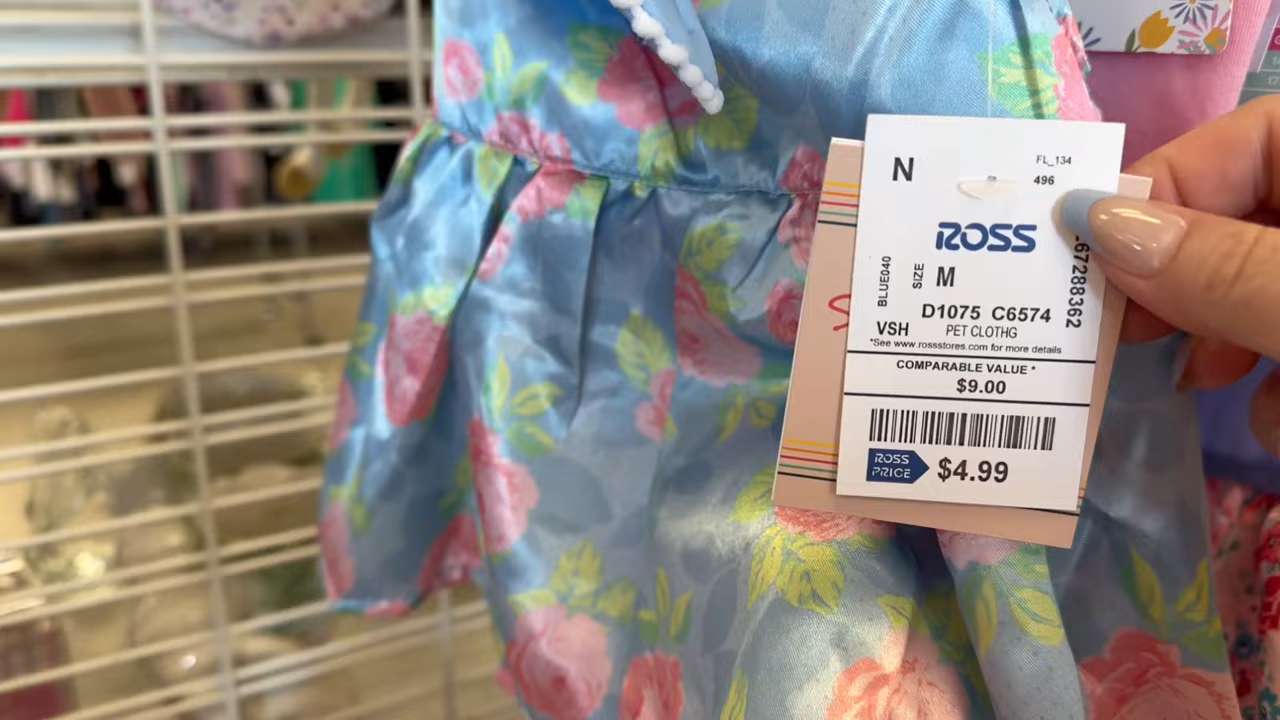 N
FL_134
496
ROSS
BLUE040
SIZE
M
67288362
D1075 C6574
VSH
PET CLOTHG
*See www.rossstores.com for more details
COMPARABLE VALUE *
$9.00
ROSS
PRICE
$4.99